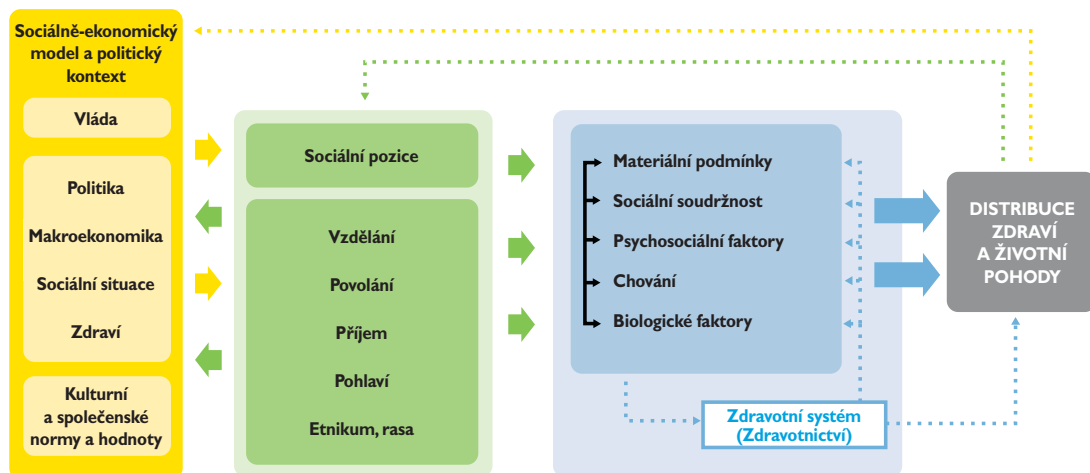 Sociálně-ekonomický
model a politický
kontext
Vláda
Politika
Makroekonomika
Sociální situace
Zdraví
Kulturní
a společenské
normy a hodnoty
Sociální pozice
Vzdělání
Povolání
Příjem
Pohlaví
Etnikum, rasa
Materiální podmínky
Sociální soudržnost
Psychosociální faktory
Chování
Biologické faktory
Zdravotní systém
(Zdravotnictví)
DISTRIBUCE
ZDRAVÍ
A ŽIVOTNÍ
POHODY